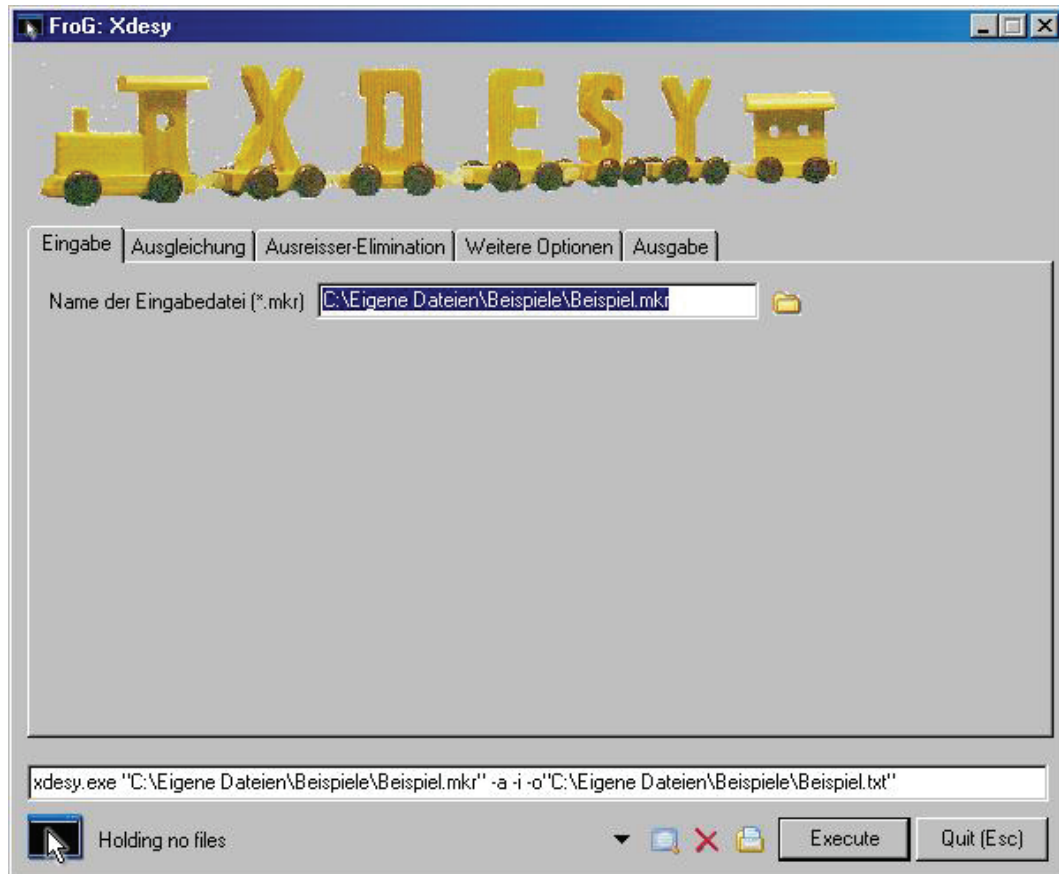 FroG: Xdesy
XDESY
Eingabe
Ausgleichung
Ausreisser-Elimination
Weitere Optionen
Ausgabe
Name der Eingabedatei (*.mkr)
C:\Eigene Dateien\Beispiele\Beispiel.mkr
xdesy.exe "C:\Eigene Dateien\Beispiele\Beispiel.mkr" -a -i -o"C:\Eigene Dateien\Beispiele\Beispiel.txt"
Holding no files
Execute
Quit (Esc)